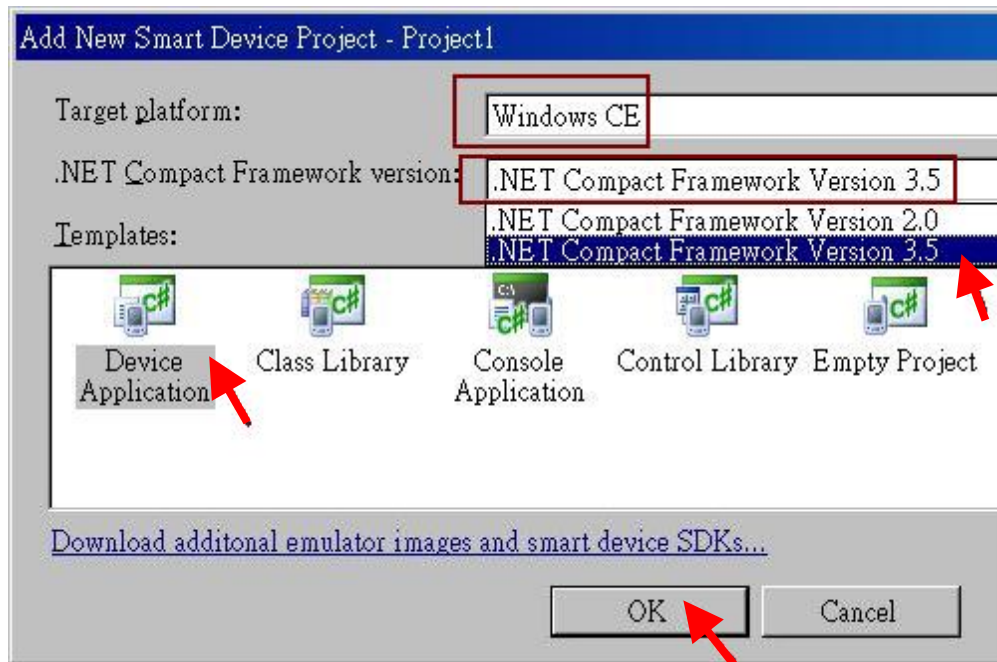 Add New Smart Device Project - Project1
Target platform:
Windows CE
.NET Compact Framework version:
.NET Compact Framework Version 3.5
.NET Compact Framework Version 2.0
.NET Compact Framework Version 3.5
Templates:
C:\
C#
C#
C#
C#
C#
Device Application
Class Library
Console Application
Control Library
Empty Project
Download additonal emulator images and smart device SDKs...
OK
Cancel